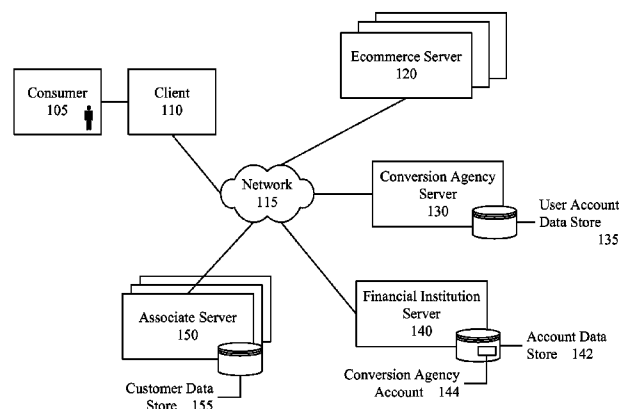 Ecommerce Server
120
Consumer
105
Client
110
Network
115
Conversion Agency
Server
130
User Account
Data Store
135
Associate Server
150
Customer Data
Store 155
Financial Institution
Server
140
Account Data
Store 142
Conversion Agency
Account 144